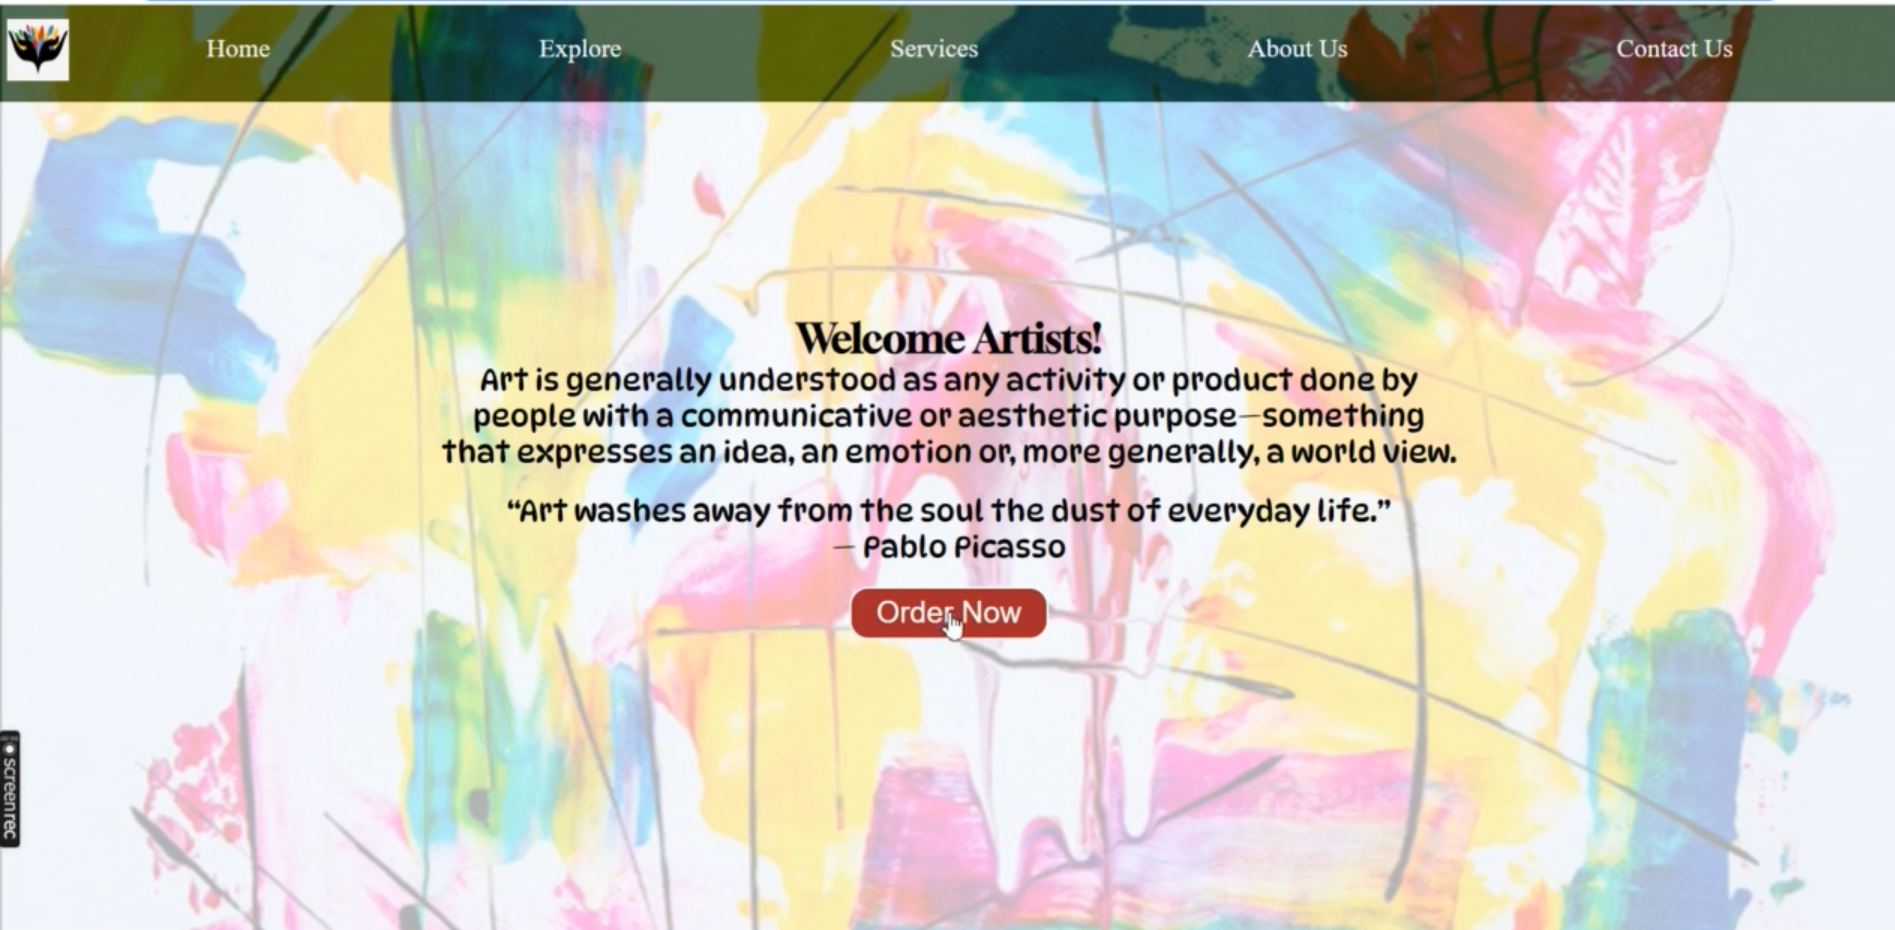 Home Explore Services About Us Contact Us
Welcome Artists!
Art is generally understood as any activity or product done by
people with a communicative or aesthetic purpose—something
that expresses an idea, an emotion or, more generally, a world view.
“Art washes away from the soul the dust of everyday life.”
— Pablo Picasso
Order Now
screenrec